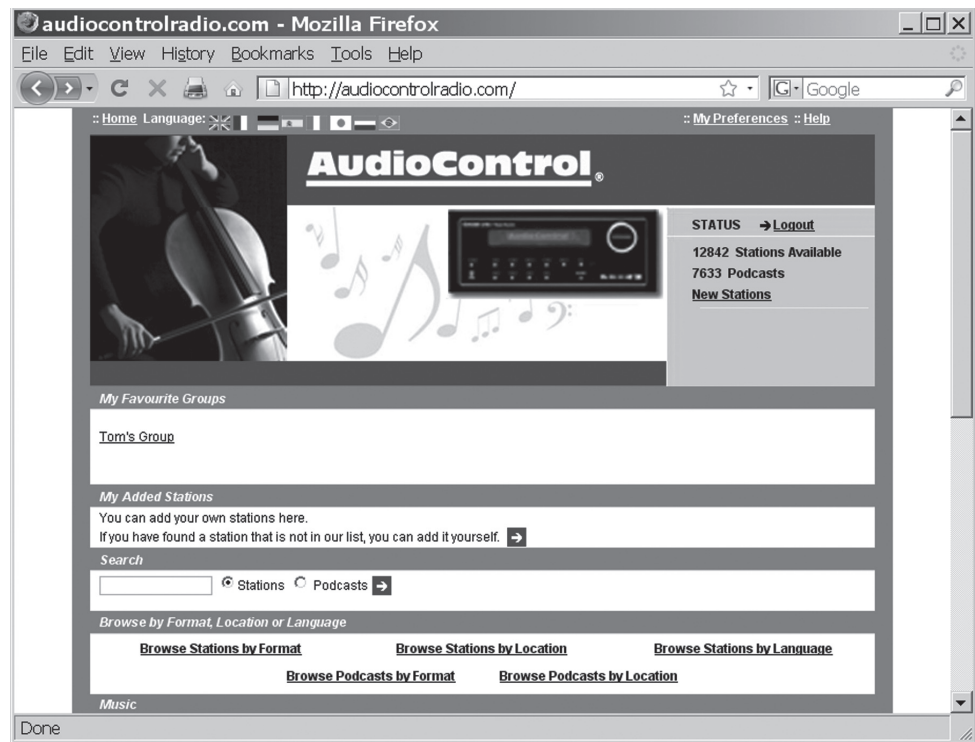 audiocontrolradio.com - Mozilla Firefox
File Edit View History Bookmarks Tools Help
http://audiocontrolradio.com/ G Google
:: Home Language: :: My Preferences :: Help
AudioControl®
STATUS Logout
12842 Stations Available
7633 Podcasts
New Stations
My Favourite Groups
Tom's Group
My Added Stations
You can add your own stations here.
If you have found a station that is not in our list, you can add it yourself.
Search
Stations Podcasts
Browse by Format, Location or Language
Browse Stations by Format Browse Stations by Location Browse Stations by Language
Browse Podcasts by Format Browse Podcasts by Location
Music
Done